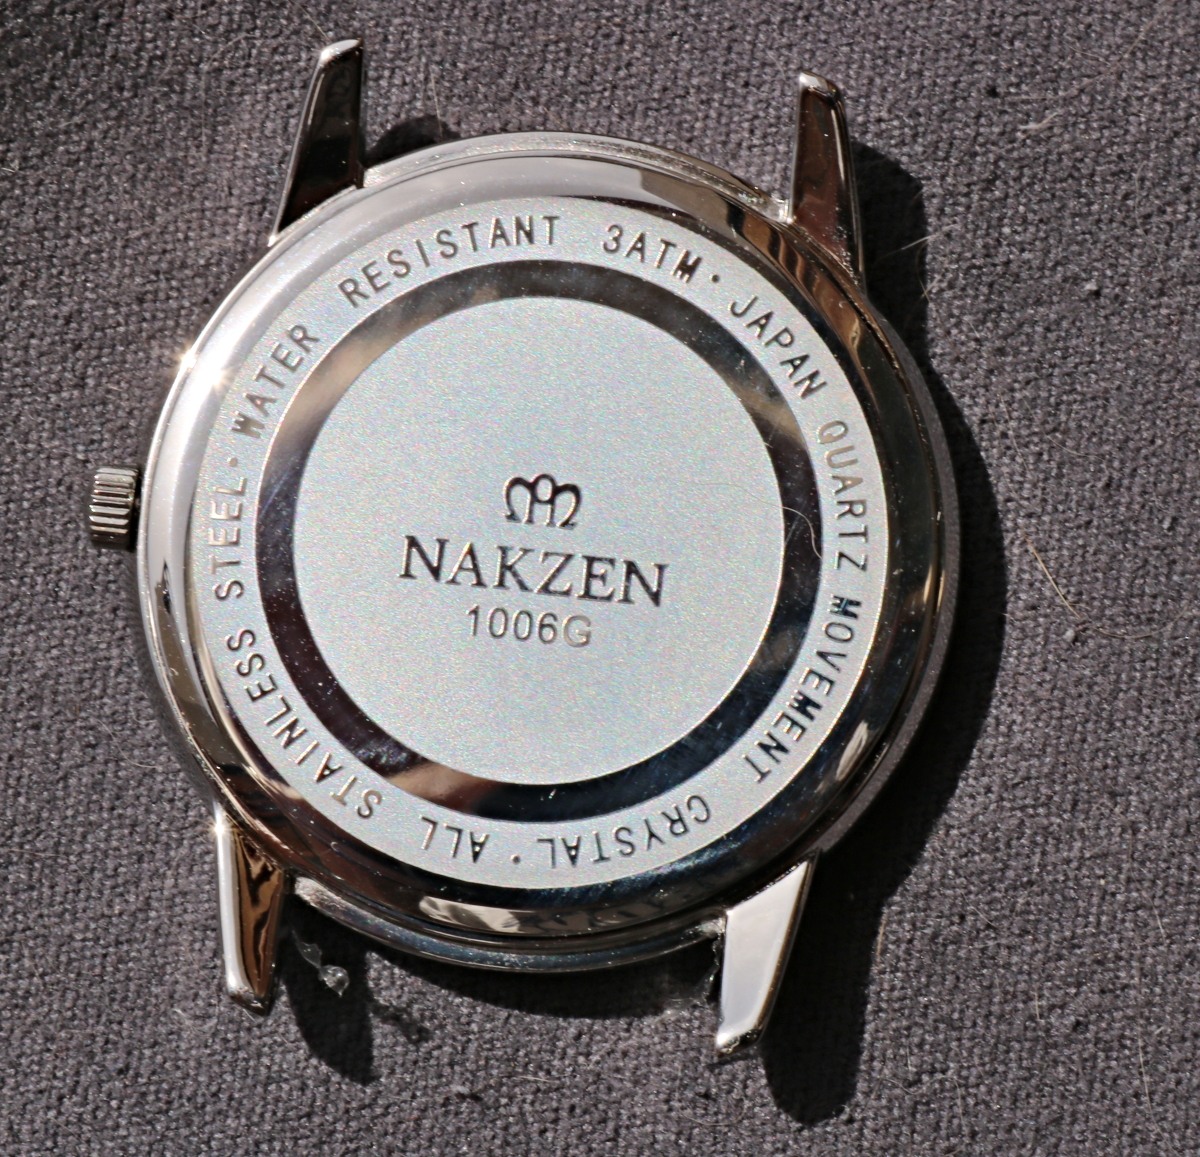 NAKZEN
1006G
WATER RESISTANT 3ATM · JAPAN QUARTZ MOVEMENT CRYSTAL · ALL STAINLESS STEEL ·